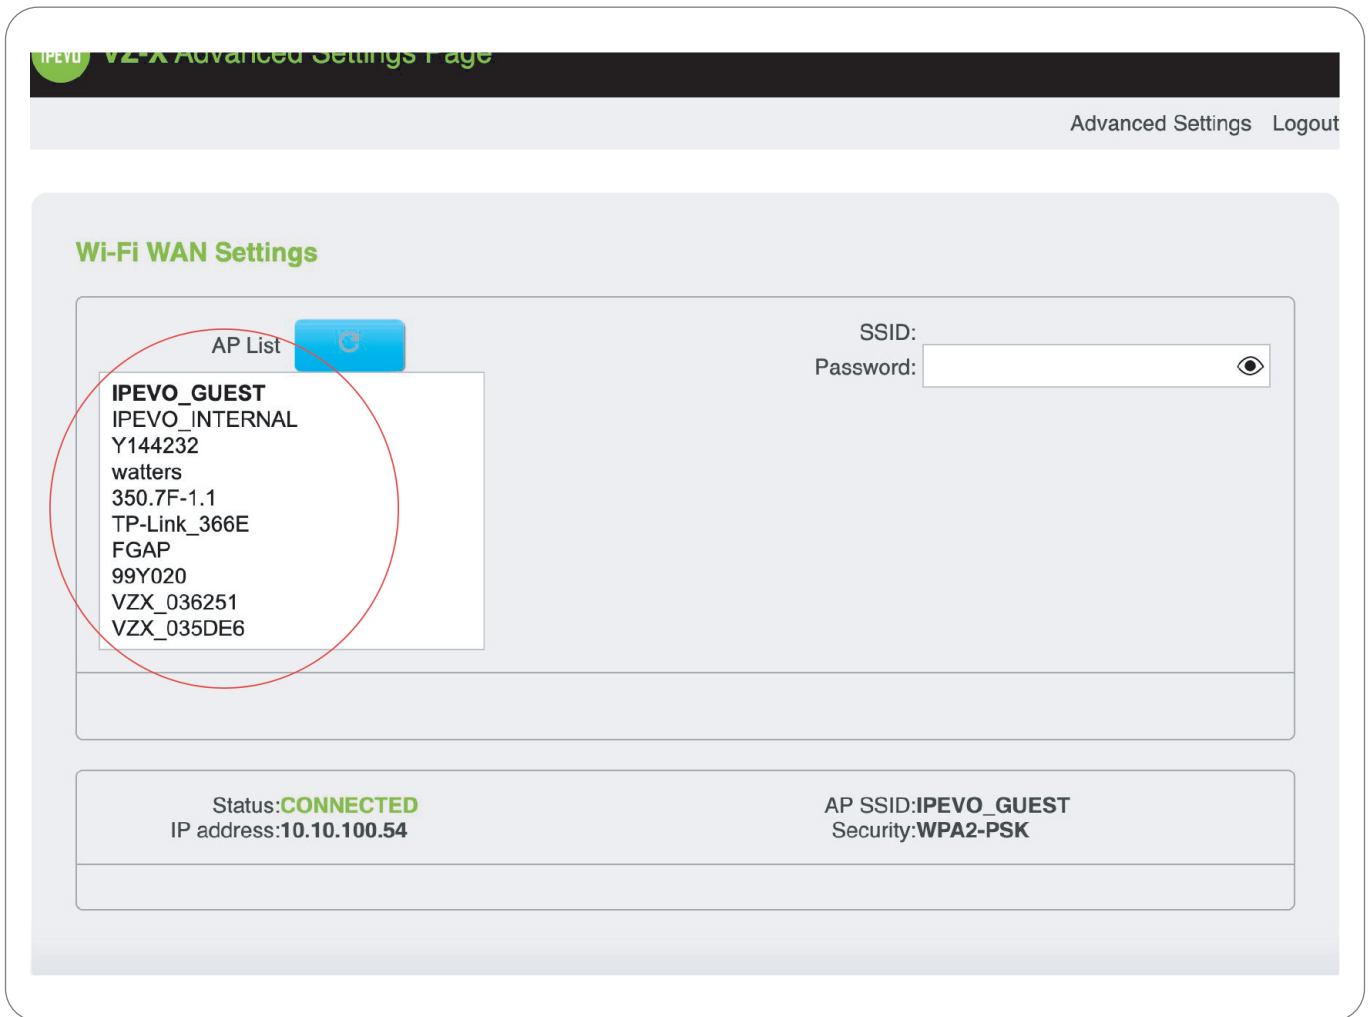 IPEVO VZ-X Advanced Settings Page
Advanced Settings Logout
Wi-Fi WAN Settings
AP List
IPEVO_GUEST
IPEVO_INTERNAL
Y144232
watters
350.7F-1.1
TP-Link_366E
FGAP
99Y020
VZX_036251
VZX_035DE6
SSID:
Password:
Status:CONNECTED
IP address:10.10.100.54
AP SSID:IPEVO_GUEST
Security:WPA2-PSK